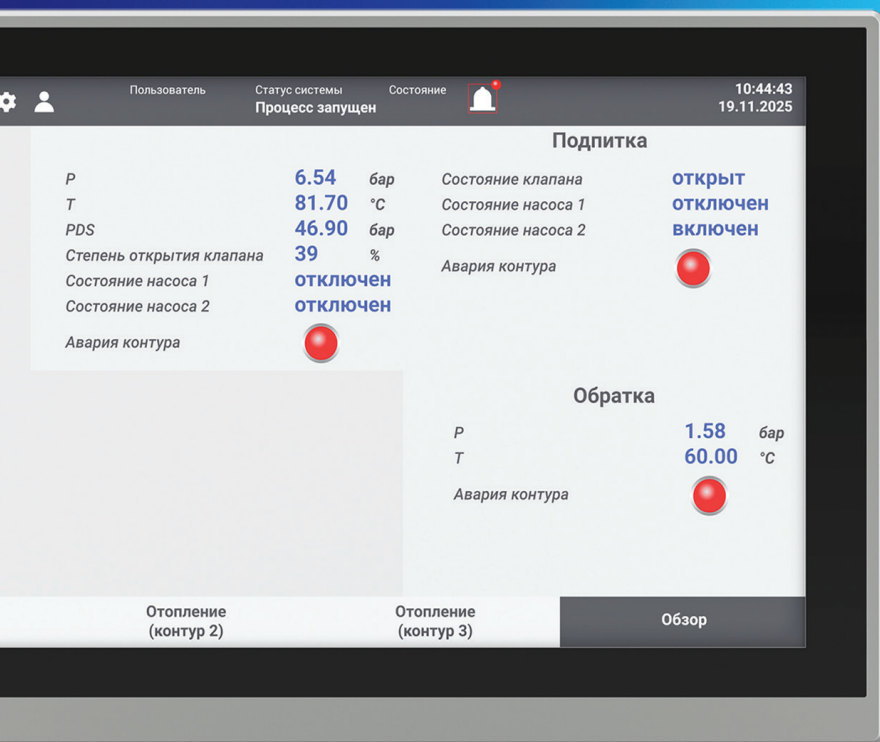 Пользователь
Статус системы
Процесс запущен
Состояние
10:44:43
19.11.2025
P 6.54 бар
T 81.70 °C
PDS 46.90 бар
Степень открытия клапана 39 %
Состояние насоса 1 отключен
Состояние насоса 2 отключен
Авария контура
Подпитка
Состояние клапана открыт
Состояние насоса 1 отключен
Состояние насоса 2 включен
Авария контура
Обратка
P 1.58 бар
T 60.00 °C
Авария контура
Отопление
(контур 2)
Отопление
(контур 3)
Обзор